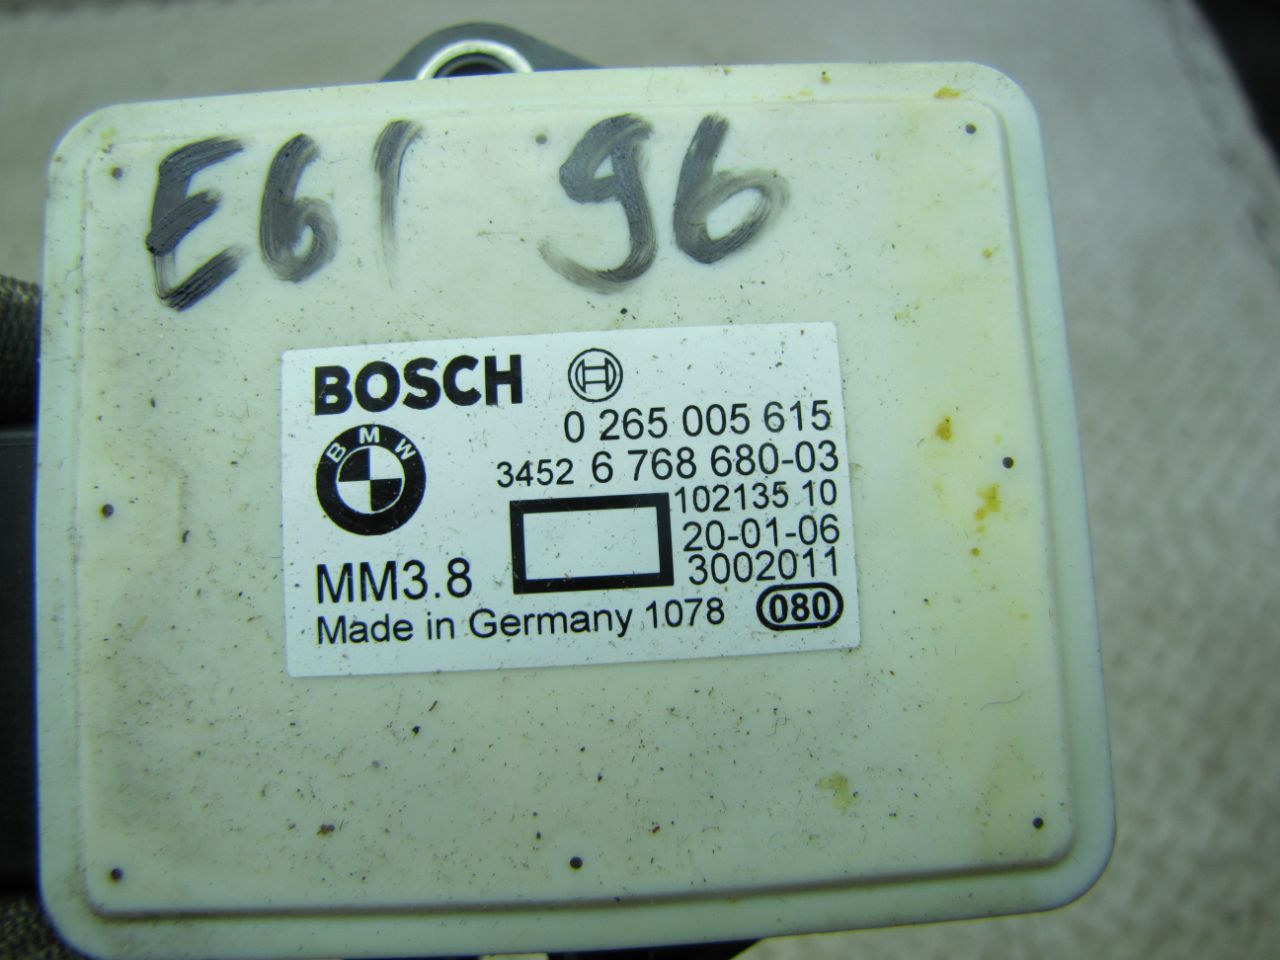 E61 96
BOSCH
0 265 005 615
BMW
3452 6 768 680-03
102135 10
20-01-06
3002011
MM3.8
Made in Germany 1078 080